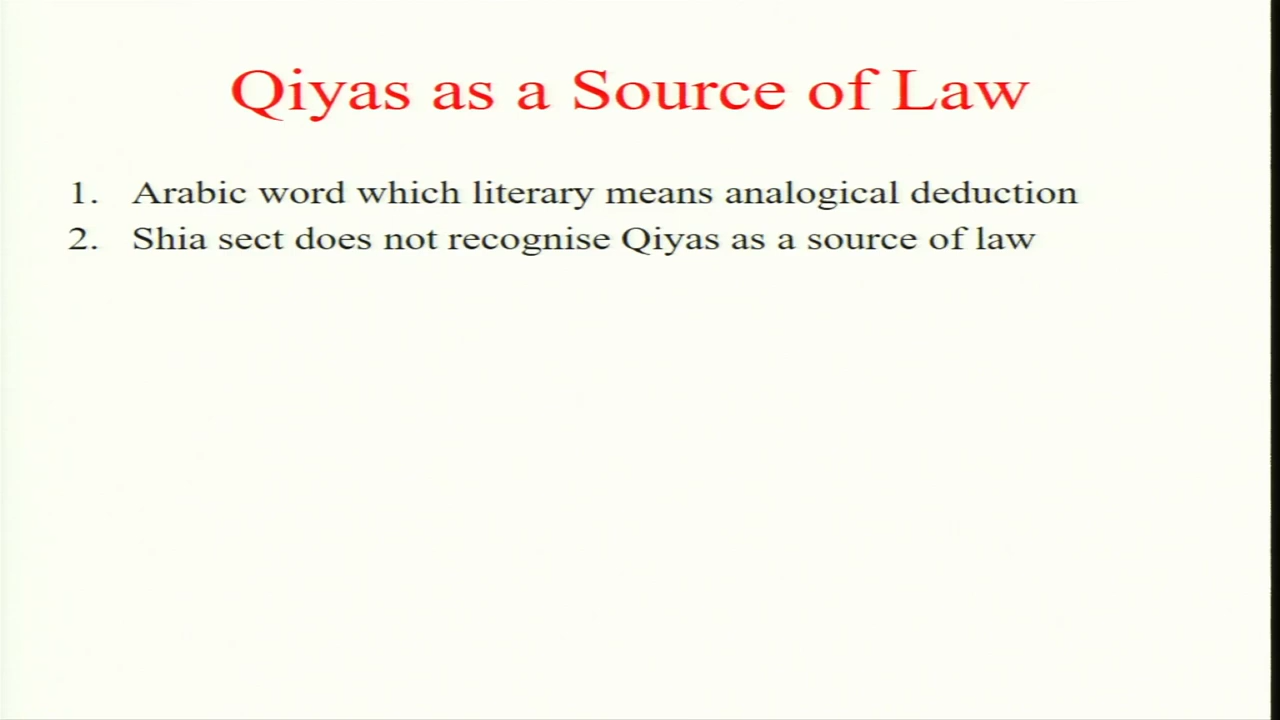 Qiyas as a Source of Law
1. Arabic word which literary means analogical deduction
2. Shia sect does not recognise Qiyas as a source of law